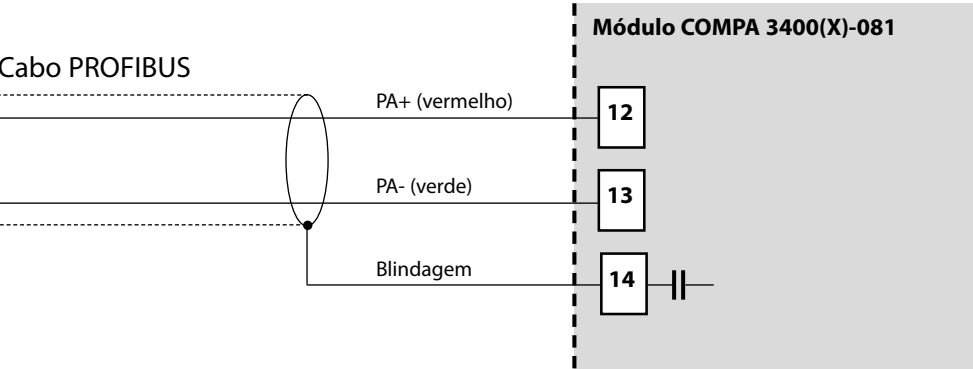 Módulo COMPA 3400(X)-081
Cabo PROFIBUS
PA+ (vermelho)
12
PA- (verde)
13
Blindagem
14